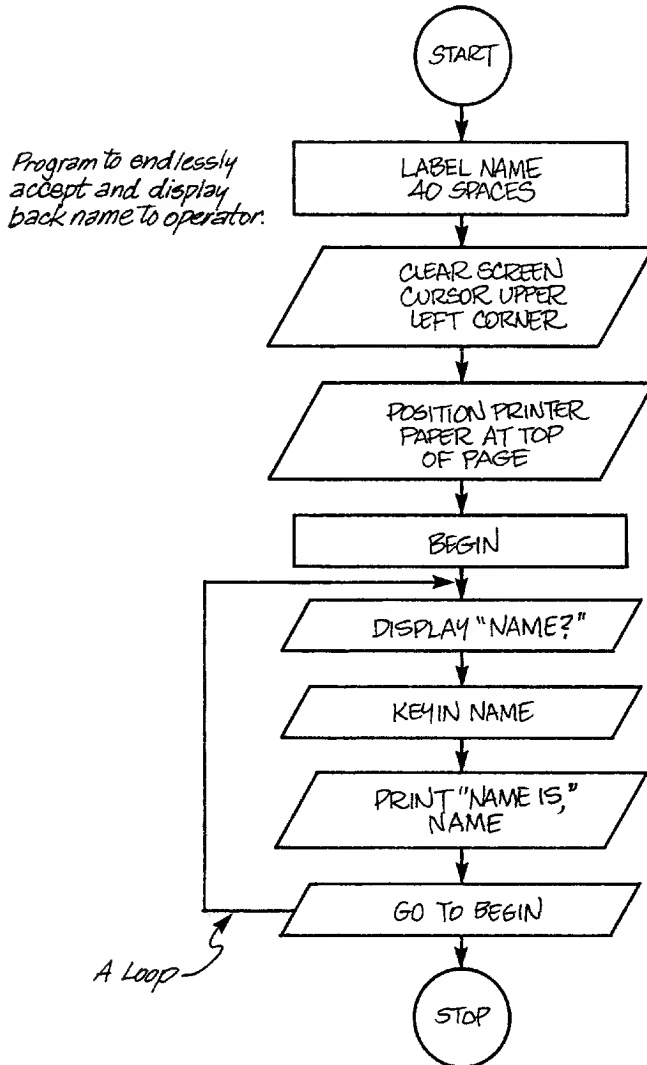 START
Program to endlessly
accept and display
back name to operator.
LABEL NAME
40 SPACES
CLEAR SCREEN
CURSOR UPPER
LEFT CORNER
POSITION PRINTER
PAPER AT TOP
OF PAGE
BEGIN
DISPLAY "NAME?"
KEYIN NAME
PRINT "NAME IS,"
NAME
GO TO BEGIN
A LOOP
STOP